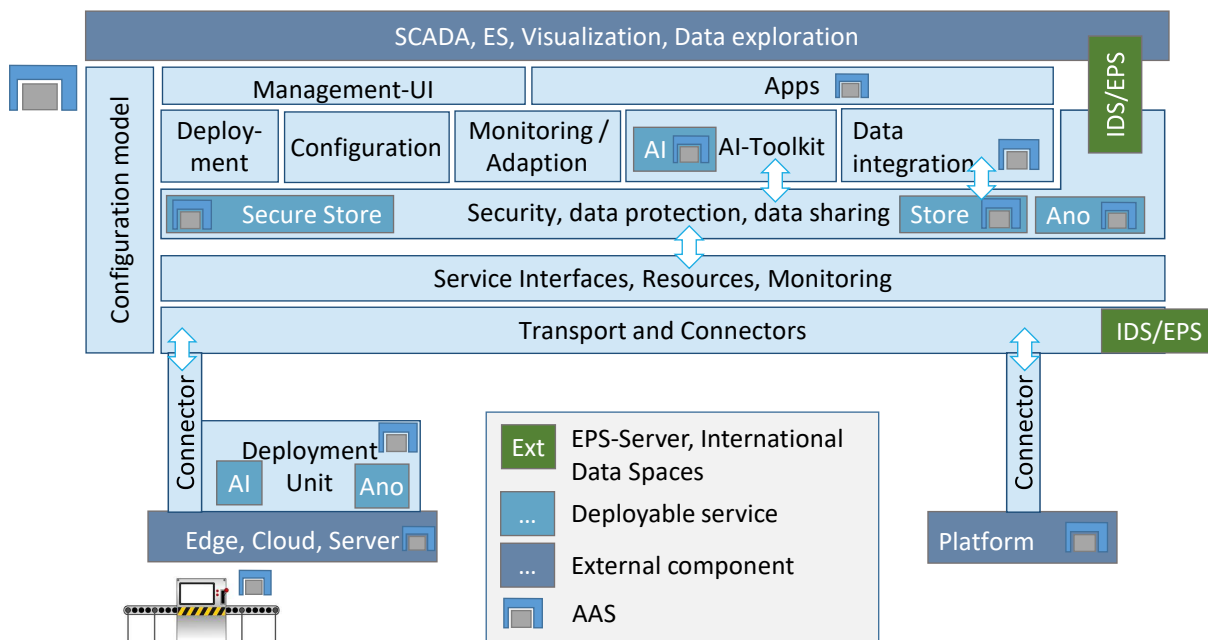 SCADA, ES, Visualization, Data exploration
IDS/EPS
Configuration model
Management-UI
Apps
Deploy-
ment
Configuration
Monitoring /
Adaption
AI
AI-Toolkit
Data
integration
Secure Store
Security, data protection, data sharing
Store
Ano
Service Interfaces, Resources, Monitoring
Transport and Connectors
IDS/EPS
Connector
Deployment
Unit
AI
Ano
Edge, Cloud, Server
Connector
Platform
Ext
EPS-Server, International
Data Spaces
...
Deployable service
...
External component
AAS